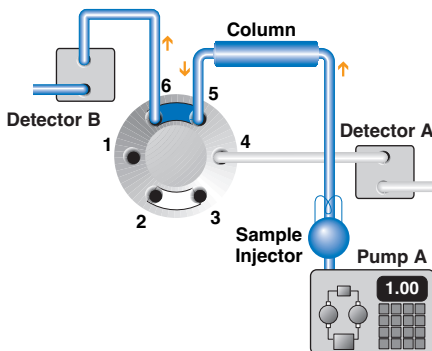 Column
6
5
Detector B
1
4
Detector A
2
3
Sample
Injector
Pump A
1.00